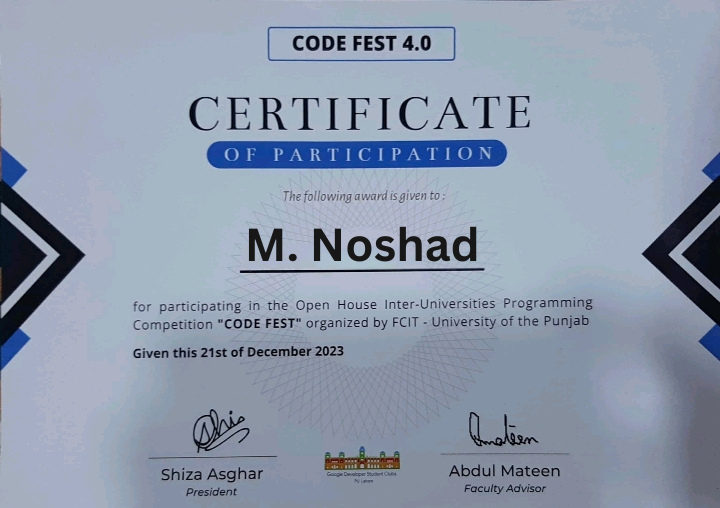 CODE FEST 4.0
CERTIFICATE
OF PARTICIPATION
The following award is given to :
M. Noshad
for participating in the Open House Inter-Universities Programming
Competition "CODE FEST" organized by FCIT - University of the Punjab
Given this 21st of December 2023
Shiza Asghar
President
Google Developer Student Clubs
PU Lahore
Amateen
Abdul Mateen
Faculty Advisor